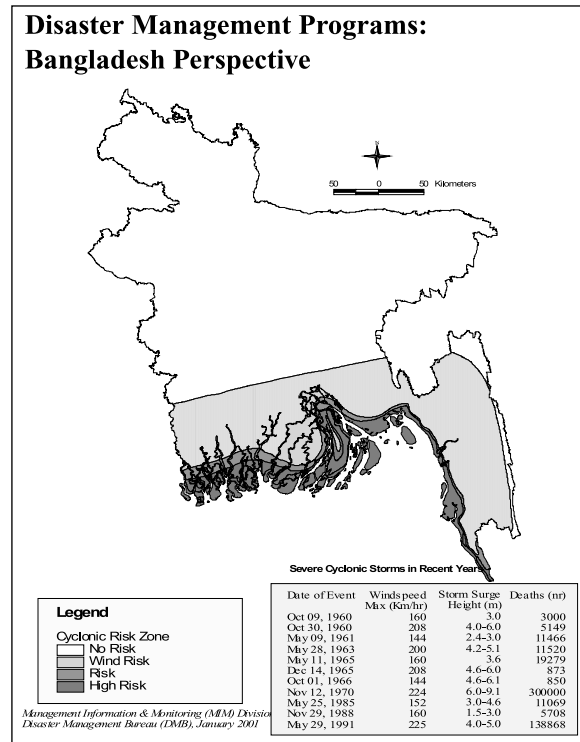 Disaster Management Programs:
Bangladesh Perspective
N
50 0 50 Kilometers
Severe Cyclonic Storms in Recent Years
Date of Event Windspeed Storm Surge Deaths (nr)
Max (Km/hr) Height (m)
Oct 09, 1960 160 3.0 3000
Oct 30, 1960 208 4.0-6.0 5149
May 09, 1961 144 2.4-3.0 11466
May 28, 1963 200 4.2-5.1 11520
May 11, 1965 160 3.6 19279
Dec 14, 1965 208 4.6-6.0 873
Oct 01, 1966 144 4.6-6.1 850
Nov 12, 1970 224 6.0-9.1 300000
May 25, 1985 152 3.0-4.6 11069
Nov 29, 1988 160 1.5-3.0 5708
May 29, 1991 225 4.0-5.0 138868
Legend
Cyclonic Risk Zone
No Risk
Wind Risk
Risk
High Risk
Management Information & Monitoring (MIM) Division
Disaster Management Bureau (DMB), January 2001